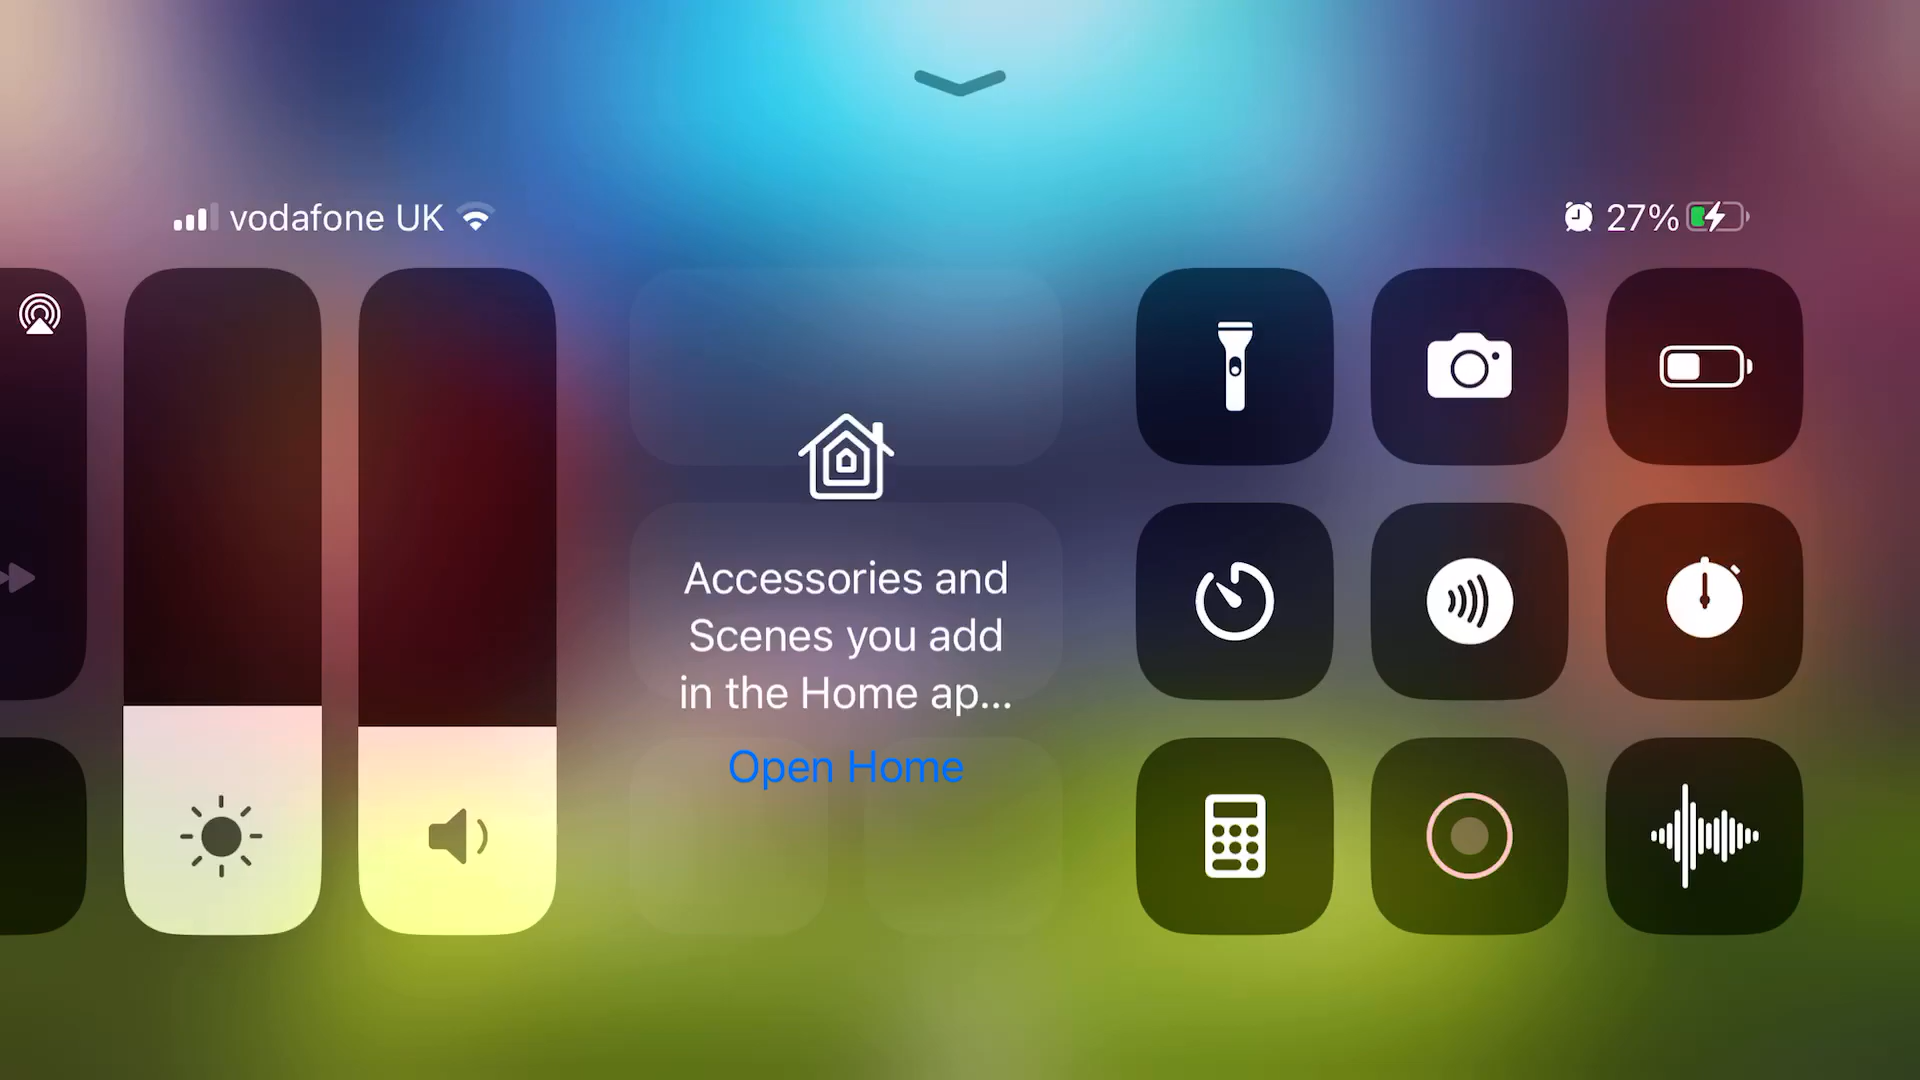 vodafone UK
27%
Accessories and
Scenes you add
in the Home ap...
Open Home